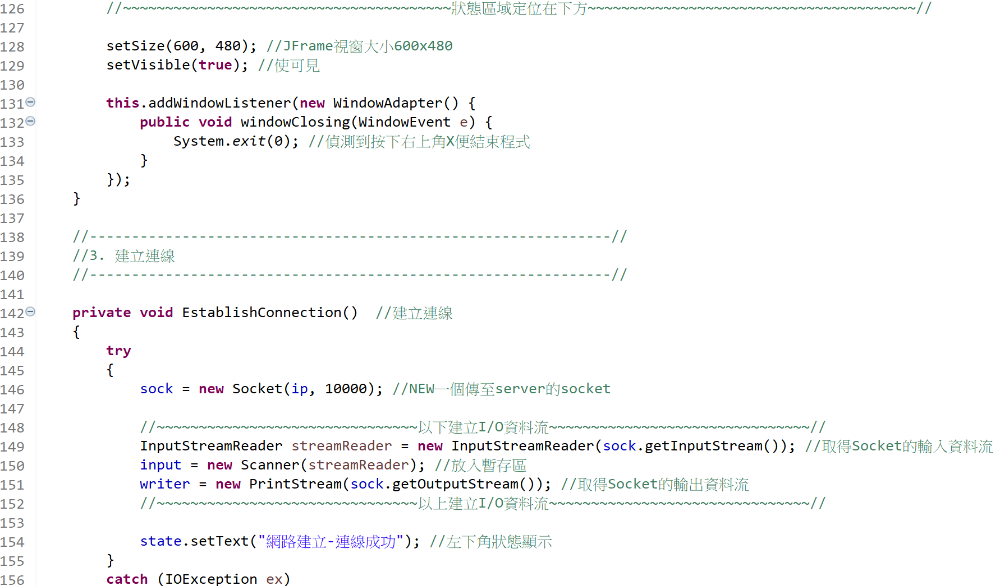 126 //~~~~~~~~~~~~~~~~~~~~~~~~~~~~~~~~~~~~~~~狀態區域定位在下方~~~~~~~~~~~~~~~~~~~~~~~~~~~~~~~~~~~~~~~//
127
128 setSize(600, 480); //JFrame視窗大小600x480
129 setVisible(true); //使可見
130
131 this.addWindowListener(new WindowAdapter() {
132 public void windowClosing(WindowEvent e) {
133 System.exit(0); //偵測到按下右上角X便結束程式
134 }
135 });
136 }
137
138 //--------------------------------------------------------------//
139 //3. 建立連線
140 //--------------------------------------------------------------//
141
142 private void EstablishConnection()  //建立連線
143 {
144 try
145 {
146 sock = new Socket(ip, 10000); //NEW一個傳至server的socket
147
148 //~~~~~~~~~~~~~~~~~~~~~~~~~~~~~~~以下建立I/O資料流~~~~~~~~~~~~~~~~~~~~~~~~~~~~~~~//
149 InputStreamReader streamReader = new InputStreamReader(sock.getInputStream()); //取得Socket的輸入資料流
150 input = new Scanner(streamReader); //放入暫存區
151 writer = new PrintStream(sock.getOutputStream()); //取得Socket的輸出資料流
152 //~~~~~~~~~~~~~~~~~~~~~~~~~~~~~~~以上建立I/O資料流~~~~~~~~~~~~~~~~~~~~~~~~~~~~~~~//
153
154 state.setText("網路建立-連線成功"); //左下角狀態顯示
155 }
156 catch (IOException ex)